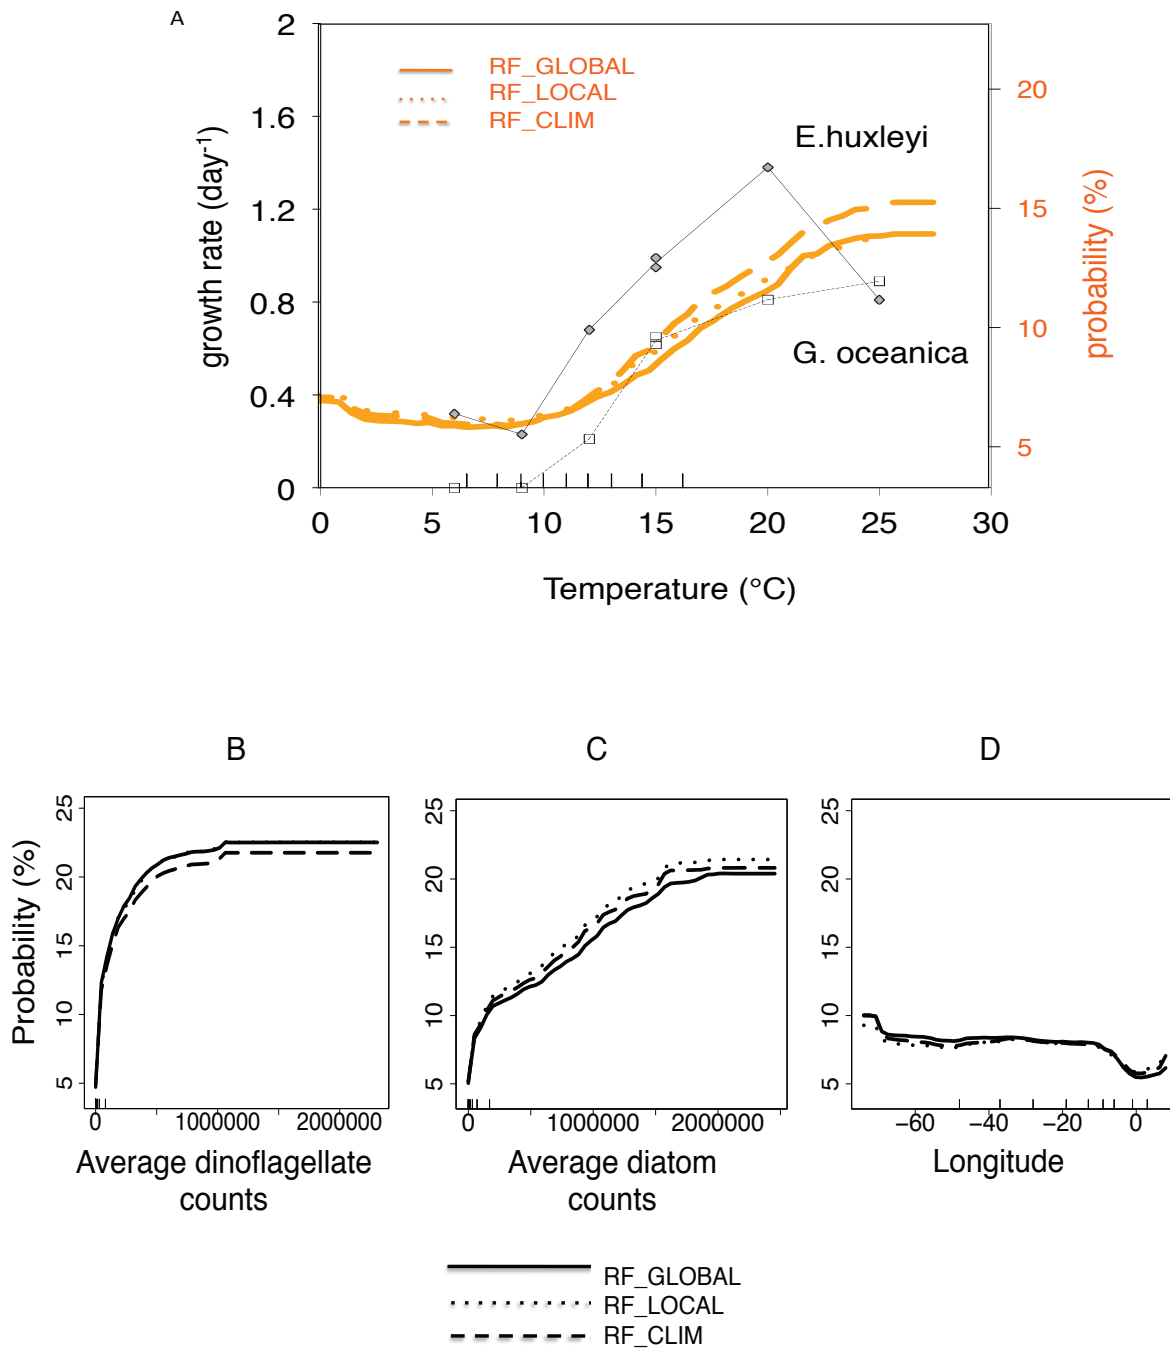 A
2
1.6
1.2
0.8
0.4
0
growth rate (day-1)
RF_GLOBAL
RF_LOCAL
RF_CLIM
E.huxleyi
G. oceanica
20
15
10
5
probability (%)
0 5 10 15 20 25 30
Temperature (°C)
B
C
D
Probability (%)
25
20
15
10
5
0 1000000 2000000
Average dinoflagellate
counts
25
20
15
10
5
0 1000000 2000000
Average diatom
counts
25
20
15
10
5
−60 −40 −20 0
Longitude
RF_GLOBAL
RF_LOCAL
RF_CLIM